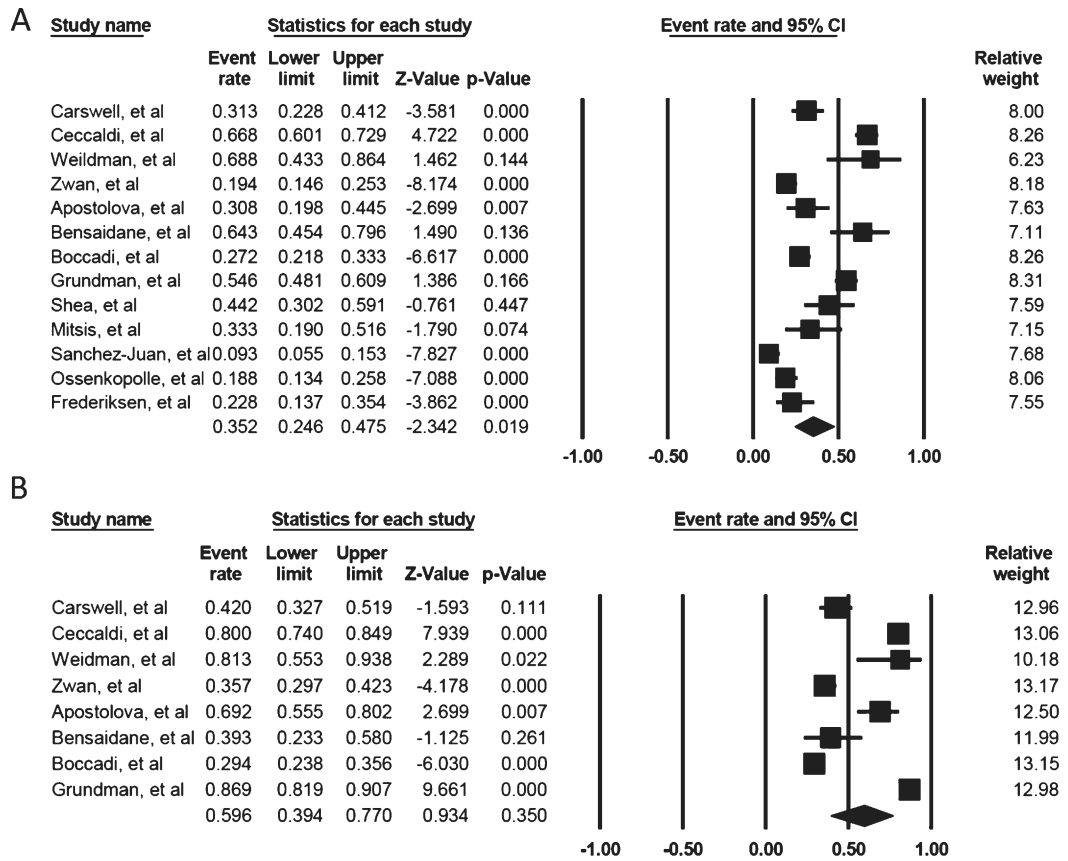 A
Study name Statistics for each study Event rate and 95% CI
Event Lower Upper Relative
rate limit limit Z-Value p-Value weight
Carswell, et al 0.313 0.228 0.412 -3.581 0.000 8.00
Ceccaldi, et al 0.668 0.601 0.729 4.722 0.000 8.26
Weildman, et al 0.688 0.433 0.864 1.462 0.144 6.23
Zwan, et al 0.194 0.146 0.253 -8.174 0.000 8.18
Apostolova, et al 0.308 0.198 0.445 -2.699 0.007 7.63
Bensaidane, et al 0.643 0.454 0.796 1.490 0.136 7.11
Boccadi, et al 0.272 0.218 0.333 -6.617 0.000 8.26
Grundman, et al 0.546 0.481 0.609 1.386 0.166 8.31
Shea, et al 0.442 0.302 0.591 -0.761 0.447 7.59
Mitsis, et al 0.333 0.190 0.516 -1.790 0.074 7.15
Sanchez-Juan, et al 0.093 0.055 0.153 -7.827 0.000 7.68
Ossenkopolle, et al 0.188 0.134 0.258 -7.088 0.000 8.06
Frederiksen, et al 0.228 0.137 0.354 -3.862 0.000 7.55
0.352 0.246 0.475 -2.342 0.019
-1.00 -0.50 0.00 0.50 1.00
B
Study name Statistics for each study Event rate and 95% CI
Event Lower Upper Relative
rate limit limit Z-Value p-Value weight
Carswell, et al 0.420 0.327 0.519 -1.593 0.111 12.96
Ceccaldi, et al 0.800 0.740 0.849 7.939 0.000 13.06
Weidman, et al 0.813 0.553 0.938 2.289 0.022 10.18
Zwan, et al 0.357 0.297 0.423 -4.178 0.000 13.17
Apostolova, et al 0.692 0.555 0.802 2.699 0.007 12.50
Bensaidane, et al 0.393 0.233 0.580 -1.125 0.261 11.99
Boccadi, et al 0.294 0.238 0.356 -6.030 0.000 13.15
Grundman, et al 0.869 0.819 0.907 9.661 0.000 12.98
0.596 0.394 0.770 0.934 0.350
-1.00 -0.50 0.00 0.50 1.00